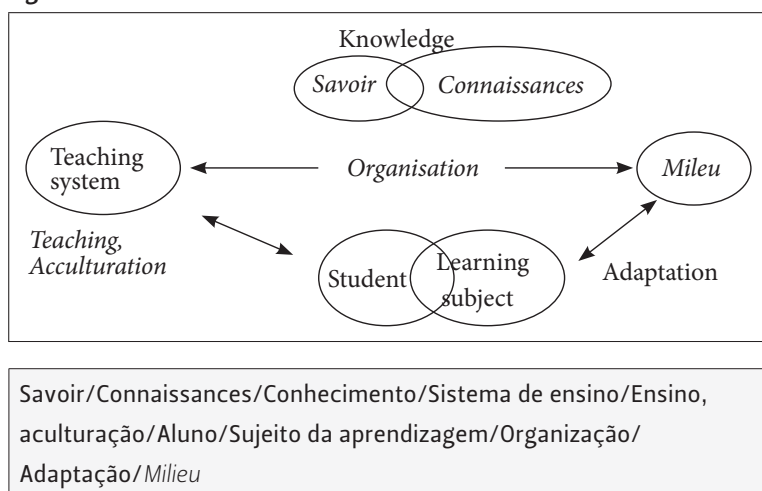 Knowledge
Savoir Connaissances
Teaching
system
Organisation
Mileu
Teaching,
Acculturation
Student
Learning
subject
Adaptation
Savoir/Connaissances/Conhecimento/Sistema de ensino/Ensino,
aculturação/Aluno/Sujeito da aprendizagem/Organização/
Adaptação/Milieu